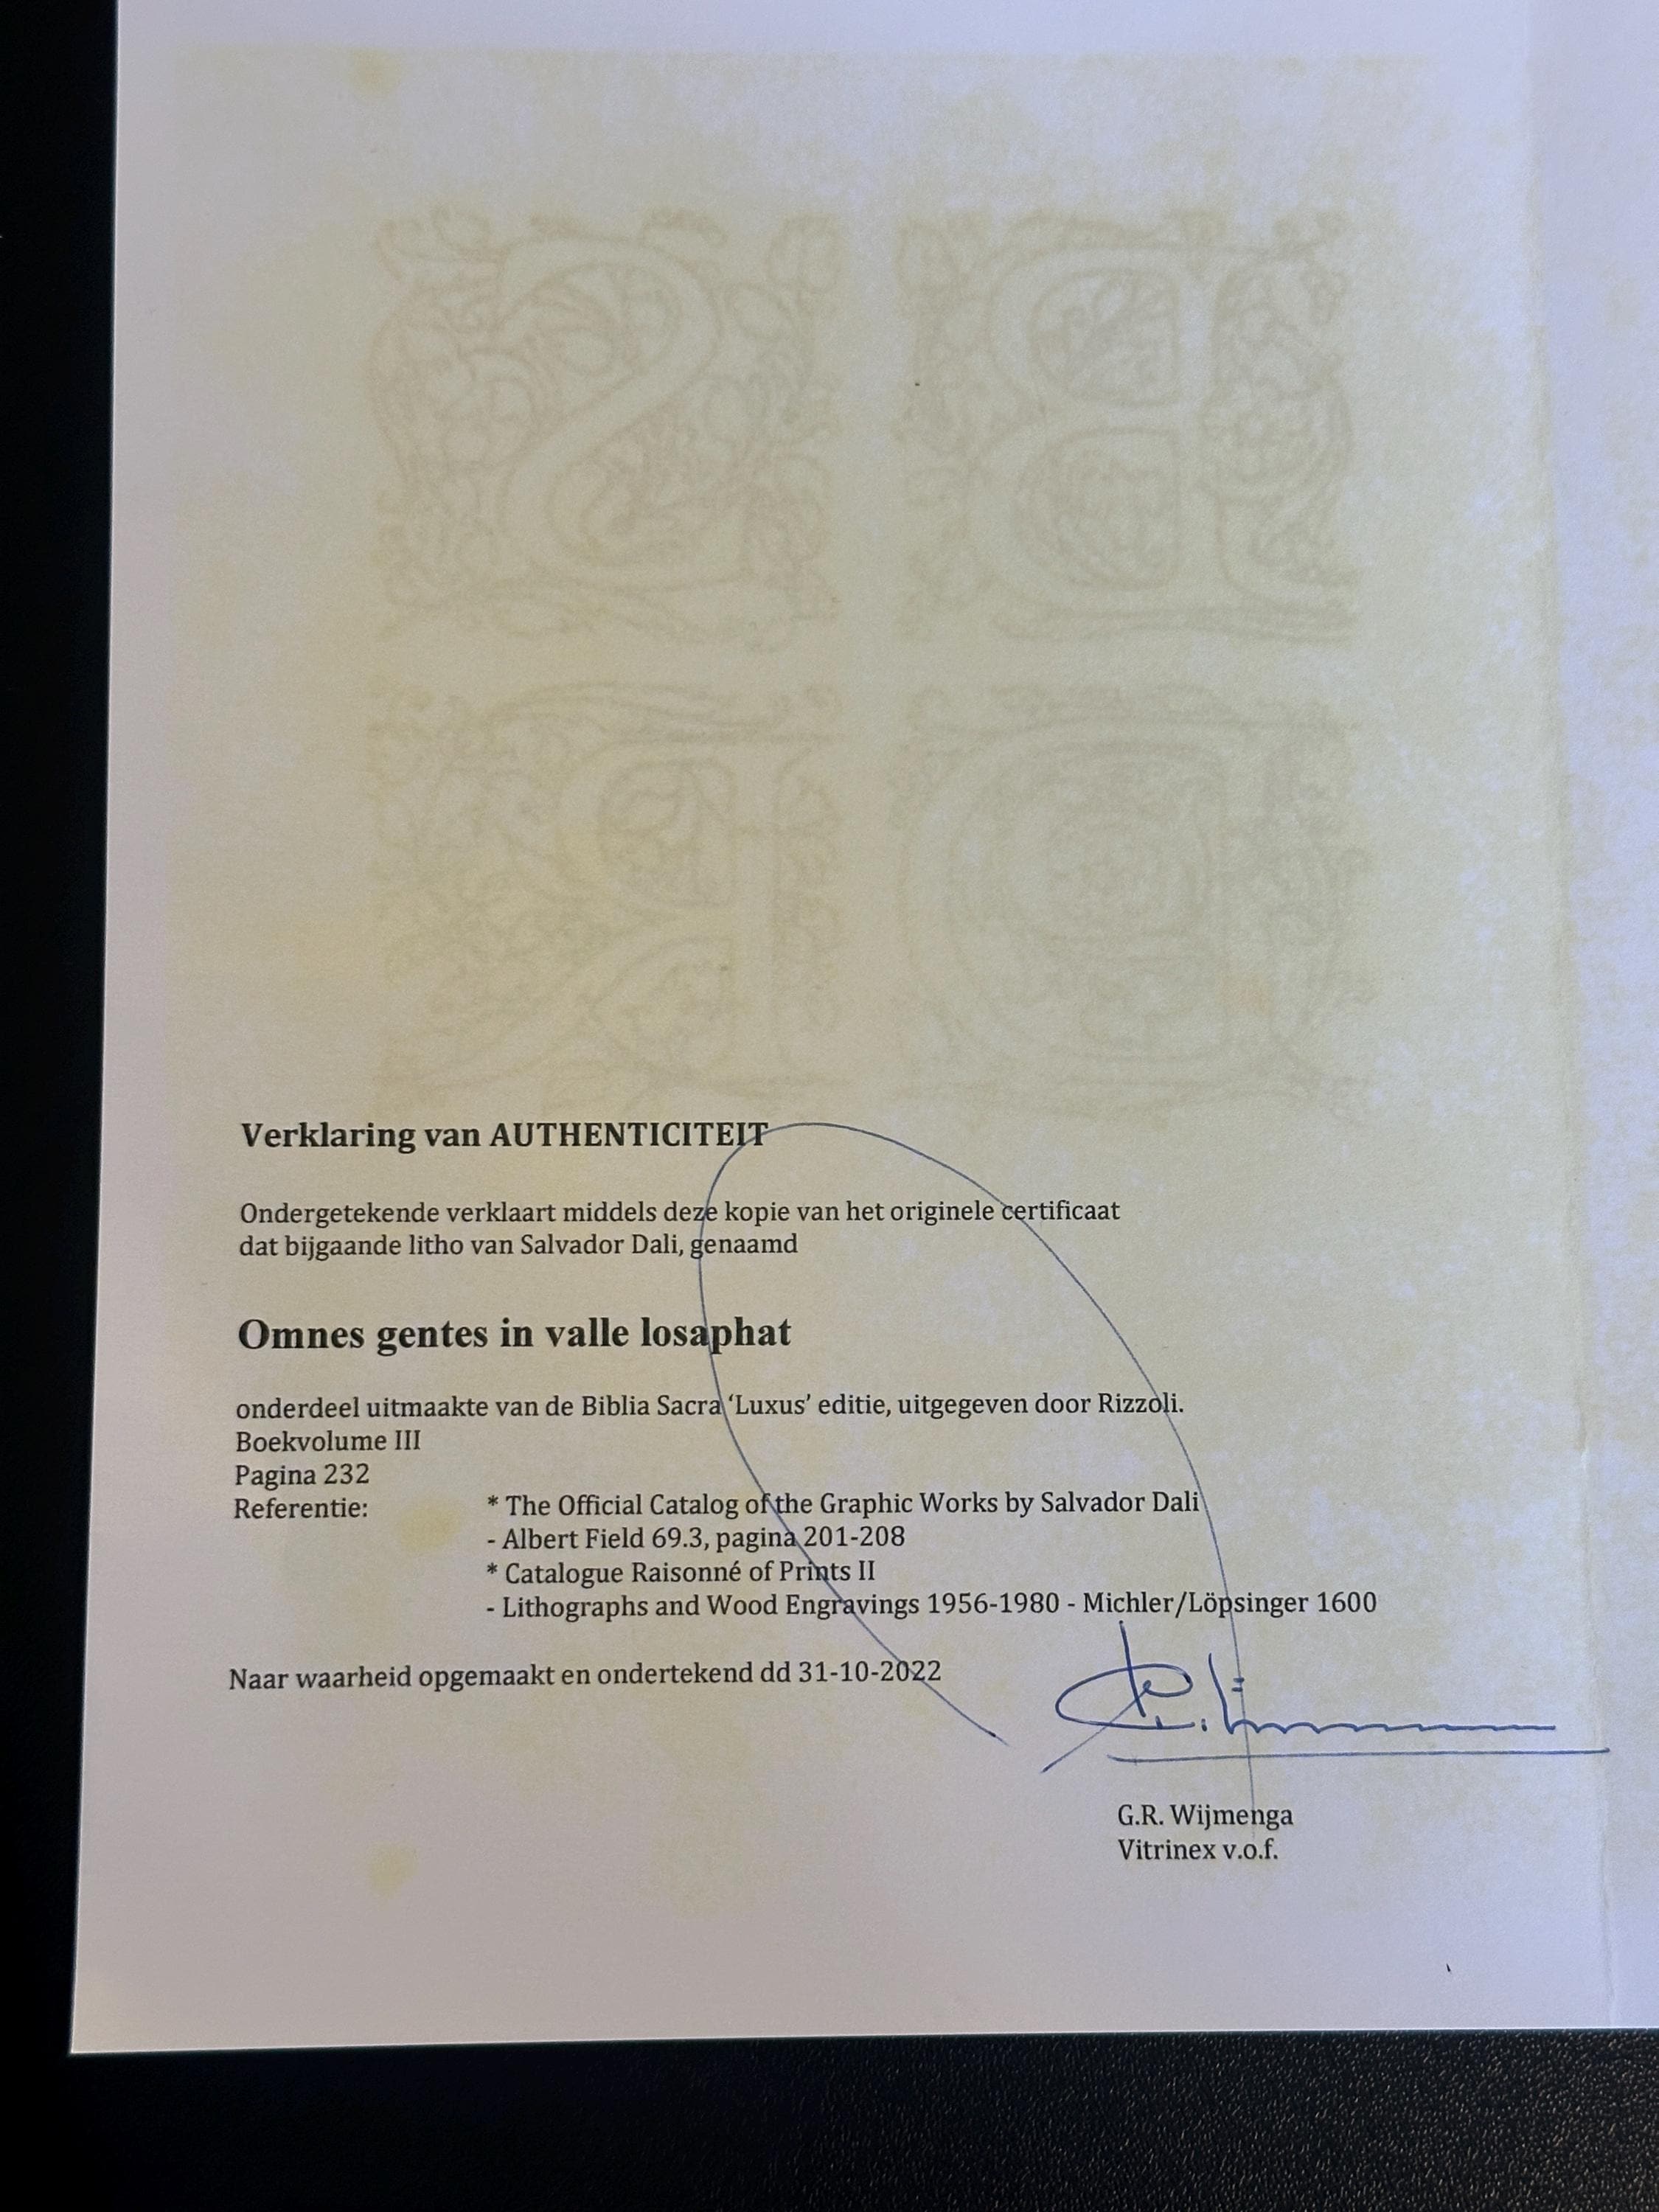 Verklaring van AUTHENTICITEIT
Ondergetekende verklaart middels deze kopie van het originele certificaat
dat bijgaande litho van Salvador Dali, genaamd
Omnes gentes in valle losaphat
onderdeel uitmaakte van de Biblia Sacra 'Luxus' editie, uitgegeven door Rizzoli.
Boekvolume III
Pagina 232
Referentie: * The Official Catalog of the Graphic Works by Salvador Dali
- Albert Field 69.3, pagina 201-208
* Catalogue Raisonné of Prints II
- Lithographs and Wood Engravings 1956-1980 - Michler/Löpsinger 1600
Naar waarheid opgemaakt en ondertekend dd 31-10-2022
G.R. Wijmenga
Vitrinex v.o.f.